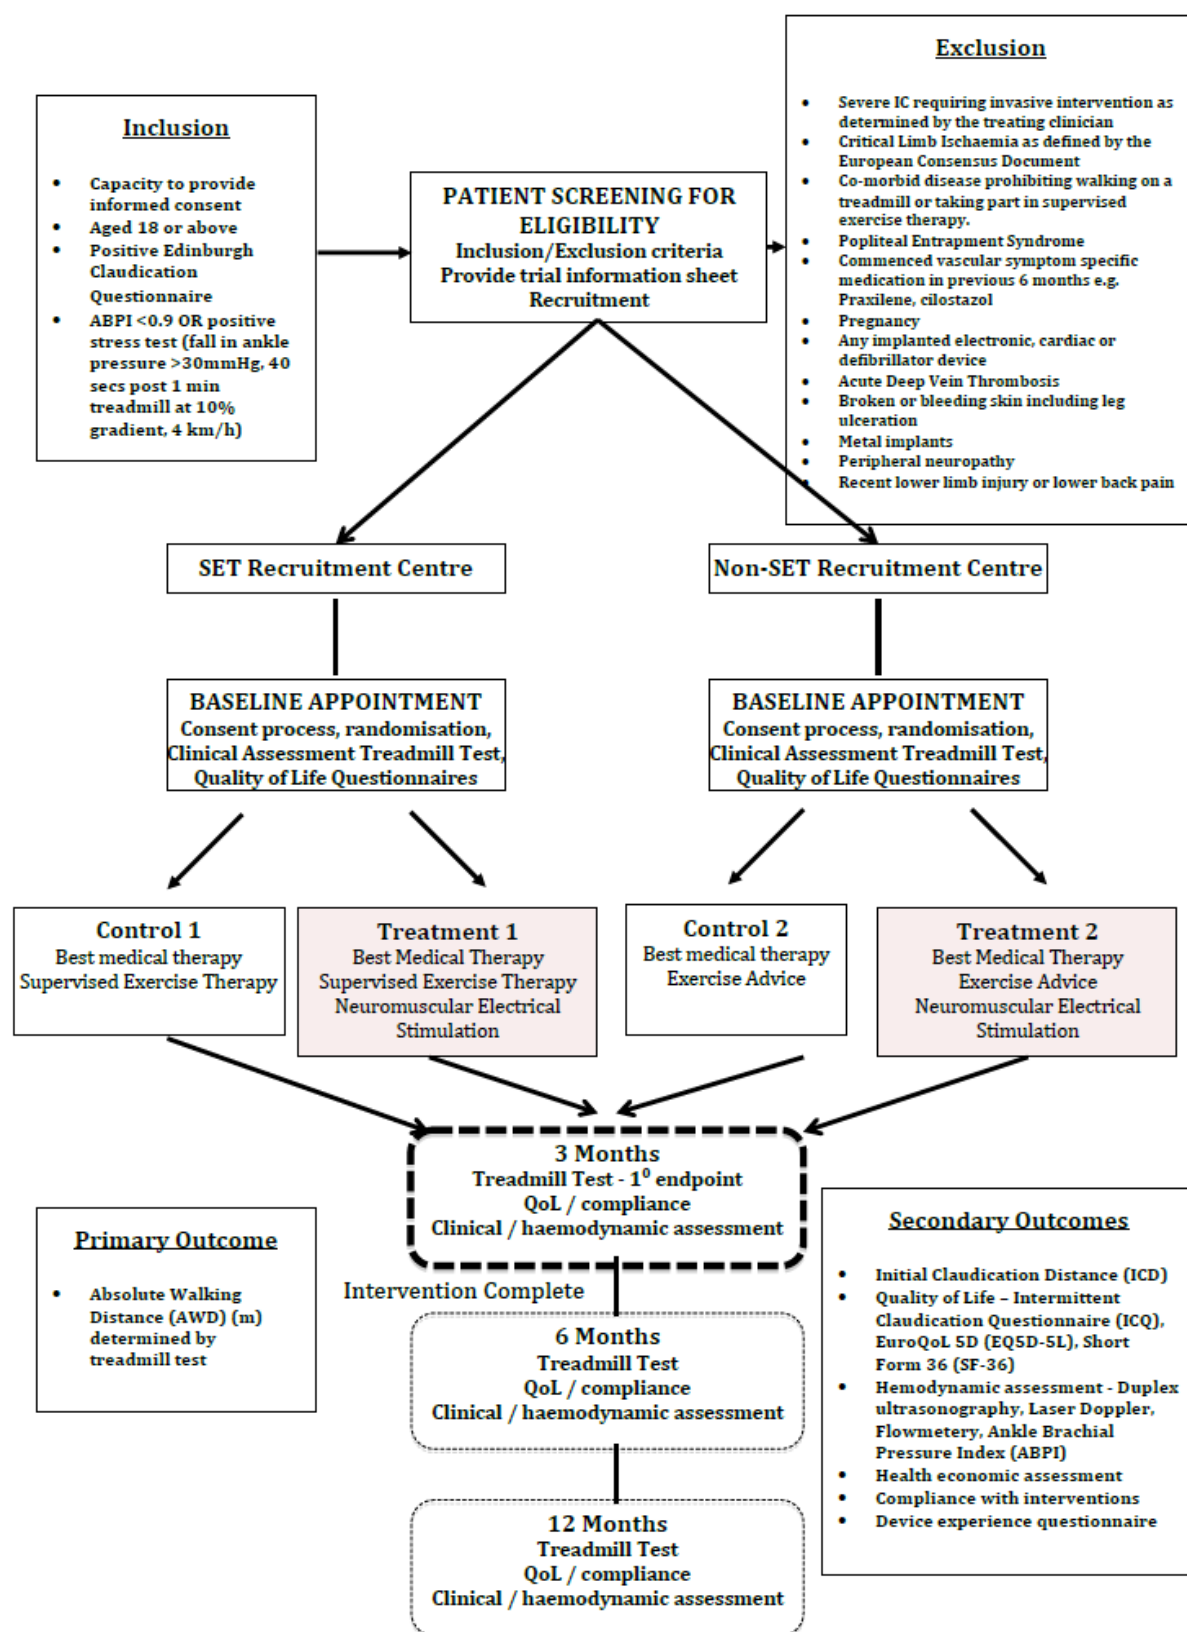 Exclusion
• Severe IC requiring invasive intervention as
determined by the treating clinician
• Critical Limb Ischaemia as defined by the
European Consensus Document
• Co-morbid disease prohibiting walking on a
treadmill or taking part in supervised
exercise therapy.
• Popliteal Entrapment Syndrome
• Commenced vascular symptom specific
medication in previous 6 months e.g.
Praxilene, cilostazol
• Pregnancy
• Any implanted electronic, cardiac or
defibrillator device
• Acute Deep Vein Thrombosis
• Broken or bleeding skin including leg
ulceration
• Metal implants
• Peripheral neuropathy
• Recent lower limb injury or lower back pain
Inclusion
• Capacity to provide
informed consent
• Aged 18 or above
• Positive Edinburgh
Claudication
Questionnaire
• ABPI <0.9 OR positive
stress test (fall in ankle
pressure >30mmHg, 40
secs post 1 min
treadmill at 10%
gradient, 4 km/h)
PATIENT SCREENING FOR
ELIGIBILITY
Inclusion/Exclusion criteria
Provide trial information sheet
Recruitment
SET Recruitment Centre
Non-SET Recruitment Centre
BASELINE APPOINTMENT
Consent process, randomisation,
Clinical Assessment Treadmill Test,
Quality of Life Questionnaires
BASELINE APPOINTMENT
Consent process, randomisation,
Clinical Assessment Treadmill Test,
Quality of Life Questionnaires
Control 1
Best medical therapy
Supervised Exercise Therapy
Treatment 1
Best Medical Therapy
Supervised Exercise Therapy
Neuromuscular Electrical
Stimulation
Control 2
Best medical therapy
Exercise Advice
Treatment 2
Best Medical Therapy
Exercise Advice
Neuromuscular Electrical
Stimulation
3 Months
Treadmill Test - 1⁰ endpoint
QoL / compliance
Clinical / haemodynamic assessment
Primary Outcome
• Absolute Walking
Distance (AWD) (m)
determined by
treadmill test
Intervention Complete
6 Months
Treadmill Test
QoL / compliance
Clinical / haemodynamic assessment
12 Months
Treadmill Test
QoL / compliance
Clinical / haemodynamic assessment
Secondary Outcomes
• Initial Claudication Distance (ICD)
• Quality of Life – Intermittent
Claudication Questionnaire (ICQ),
EuroQoL 5D (EQ5D-5L), Short
Form 36 (SF-36)
• Hemodynamic assessment - Duplex
ultrasonography, Laser Doppler,
Flowmetery, Ankle Brachial
Pressure Index (ABPI)
• Health economic assessment
• Compliance with interventions
• Device experience questionnaire